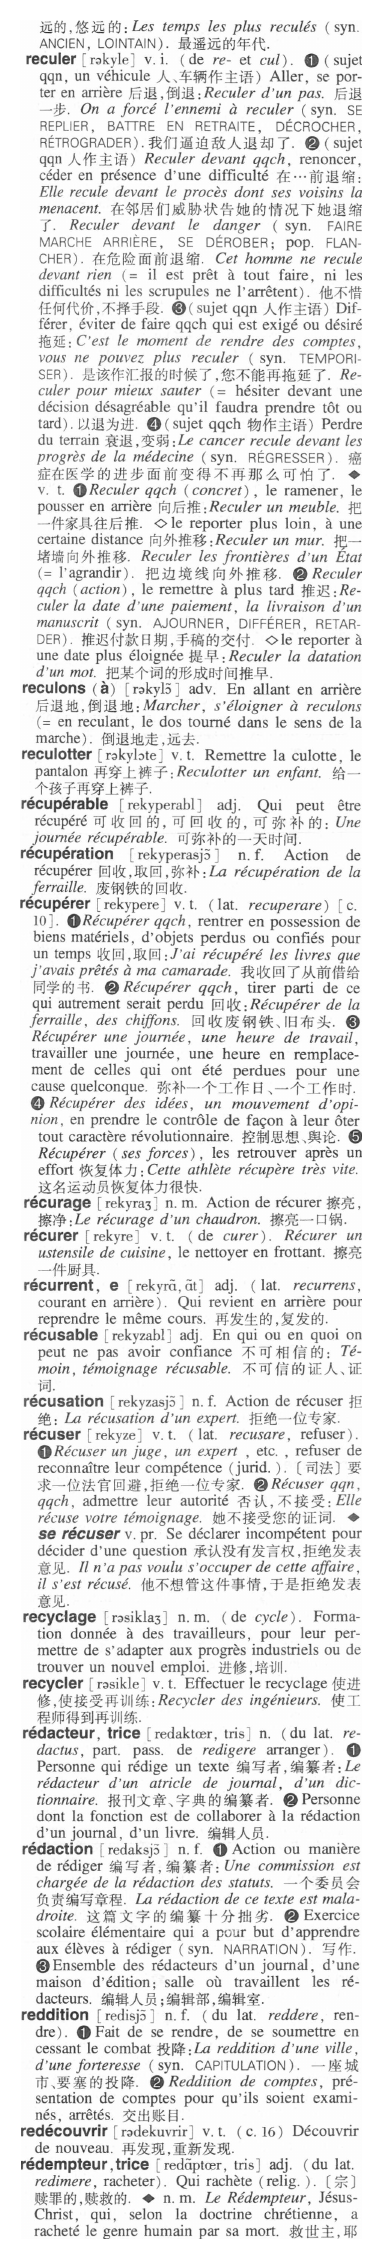 远的,悠远的: Les temps les plus reculés ( syn.
ANCIEN, LOINTAIN). 最遥远的年代.
reculer [rəkyle] v. i. (de re- et cul). ❶ (sujet
qqn, un véhicule 人、车辆作主语) Aller, se por-
ter en arrière 后退,倒退:Reculer d'un pas. 后退
一步. On a forcé l'ennemi à reculer ( syn. SE
REPLIER, BATTRE EN RETRAITE, DÉCROCHER,
RÉTROGRADER).我们逼迫敌人退却了. ❷ ( sujet
qqn 人作主语) Reculer devant qqch, renoncer,
céder en présence d'une difficulté 在…前退缩:
Elle recule devant le procès dont ses voisins la
menacent. 在邻居们威胁状告她的情况下她退缩
了. Reculer devant le danger ( syn. FAIRE
MARCHE ARRIÈRE, SE DÉROBER; pop. FLAN-
CHER). 在危险面前退缩. Cet homme ne recule
devant rien (= il est prêt à tout faire, ni les
difficultés ni les scrupules ne l'arrêtent). 他不惜
任何代价,不择手段. ❸(sujet qqn 人作主语) Dif-
férer, éviter de faire qqch qui est exigé ou désiré
拖延: C'est le moment de rendre des comptes,
vous ne pouvez plus reculer ( syn. TEMPORI-
SER). 是该作汇报的时候了,您不能再拖延了. Re-
culer pour mieux sauter (= hésiter devant une
décision désagréable qu'il faudra prendre tôt ou
tard).以退为进. ❹( sujet qqch 物作主语) Perdre
du terrain 衰退,变弱:Le cancer recule devant les
progrès de la médecine (syn. RÉGRESSER). 癌
症在医学的进步面前变得不再那么可怕了. ◆
v. t. ❶Reculer qqch (concret), le ramener, le
pousser en arrière 向后推:Reculer un meuble. 把
一件家具往后推. ◇le reporter plus loin, à une
certaine distance 向外推移:Reculer un mur. 把一
堵墙向外推移. Reculer les frontières d'un État
(= l'agrandir). 把边境线向外推移. ❷ Reculer
qqch (action), le remettre à plus tard 推迟:Re-
culer la date d'une paiement, la livraison d'un
manuscrit ( syn. AJOURNER, DIFFÉRER, RETAR-
DER). 推迟付款日期,手稿的交付. ◇le reporter à
une date plus éloignée 提早:Reculer la datation
d'un mot. 把某个词的形成时间推早.
reculons (à) [rəkylɔ̃] adv. En allant en arrière
后退地,倒退地:Marcher, s'éloigner à reculons
(= en reculant, le dos tourné dans le sens de la
marche). 倒退地走,远去.
reculotter [rəkylɔte] v. t. Remettre la culotte, le
pantalon 再穿上裤子:Reculotter un enfant. 给一
个孩子再穿上裤子.
récupérable [rekyperabl] adj. Qui peut être
récupéré 可收回的,可回收的,可弥补的: Une
journée récupérable. 可弥补的一天时间.
récupération [rekyperasjɔ̃] n. f. Action de
récupérer 回收,取回,弥补:La récupération de la
ferraille. 废钢铁的回收.
récupérer [rekypere] v. t. (lat. recuperare) [c.
10]. ❶Récupérer qqch, rentrer en possession de
biens matériels, d'objets perdus ou confiés pour
un temps 收回,取回:J'ai récupéré les livres que
j'avais prêtés à ma camarade. 我收回了从前借给
同学的书. ❷ Récupérer qqch, tirer parti de ce
qui autrement serait perdu 回收:Récupérer de la
ferraille, des chiffons. 回收废钢铁、旧布头. ❸
Récupérer une journée, une heure de travail,
travailler une journée, une heure en remplace-
ment de celles qui ont été perdues pour une
cause quelconque. 弥补一个工作日、一个工作时.
❹ Récupérer des idées, un mouvement d'opi-
nion, en prendre le contrôle de façon à leur ôter
tout caractère révolutionnaire. 控制思想、舆论. ❺
Récupérer (ses forces), les retrouver après un
effort 恢复体力:Cette athlète récupère très vite.
这名运动员恢复体力很快.
récurage [rekyraʒ] n. m. Action de récurer 擦亮,
擦净:Le récurage d'un chaudron. 擦亮一口锅.
récurer [rekyre] v. t. (de curer). Récurer un
ustensile de cuisine, le nettoyer en frottant. 擦亮
一件厨具.
récurrent, e [rekyrɑ̃, ɑ̃t] adj. ( lat. recurrens,
courant en arrière). Qui revient en arrière pour
reprendre le même cours. 再发生的,复发的.
récusable [rekyzabl] adj. En qui ou en quoi on
peut ne pas avoir confiance 不可相信的: Té-
moin, témoignage récusable. 不可信的证人、证
词.
récusation [rekyzasjɔ̃] n. f. Action de récuser 拒
绝: La récusation d'un expert. 拒绝一位专家.
récuser [rekyze] v. t. ( lat. recusare, refuser).
❶Récuser un juge, un expert, etc., refuser de
reconnaître leur compétence (jurid.).〔司法〕要
求一位法官回避,拒绝一位专家. ❷ Récuser qqn,
qqch, admettre leur autorité 否认,不接受:Elle
récuse votre témoignage. 她不接受您的证词. ◆
se récuser v. pr. Se déclarer incompétent pour
décider d'une question 承认没有发言权,拒绝发表
意见. Il n'a pas voulu s'occuper de cette affaire,
il s'est récusé. 他不想管这件事情,于是拒绝发表
意见.
recyclage [rəsiklaʒ] n. m. (de cycle). Forma-
tion donnée à des travailleurs, pour leur per-
mettre de s'adapter aux progrès industriels ou de
trouver un nouvel emploi. 进修,培训.
recycler [rəsikle] v. t. Effectuer le recyclage 使进
修,使接受再训练:Recycler des ingénieurs. 使工
程师得到再训练.
rédacteur, trice [redaktœr, tris] n. (du lat. re-
dactus, part. pass. de redigere arranger). ❶
Personne qui rédige un texte 编写者,编纂者:Le
rédacteur d'un atricle de journal, d'un dic-
tionnaire. 报刊文章、字典的编纂者. ❷ Personne
dont la fonction est de collaborer à la rédaction
d'un journal, d'un livre. 编辑人员.
rédaction [redaksjɔ̃] n. f. ❶ Action ou manière
de rédiger 编写者,编纂者: Une commission est
chargée de la rédaction des statuts. 一个委员会
负责编写章程. La rédaction de ce texte est mala-
droite. 这篇文字的编纂十分拙劣. ❷ Exercice
scolaire élémentaire qui a pour but d'apprendre
aux élèves à rédiger (syn. NARRATION). 写作.
❸Ensemble des rédacteurs d'un journal, d'une
maison d'édition; salle où travaillent les ré-
dacteurs. 编辑人员;编辑部,编辑室.
reddition [redisjɔ̃] n. f. ( du lat. reddere, ren-
dre). ❶ Fait de se rendre, de se soumettre en
cessant le combat 投降:La reddition d'une ville,
d'une forteresse (syn. CAPITULATION). 一座城
市、要塞的投降. ❷ Reddition de comptes, pré-
sentation de comptes pour qu'ils soient exami-
nés, arrêtés. 交出账目.
redécouvrir [rədekuvrir] v. t. (c. 16) Découvrir
de nouveau. 再发现,重新发现.
rédempteur,trice [redɑ̃ptœr, tris] adj. (du lat.
redimere, racheter). Qui rachète (relig.).〔宗〕
赎罪的,赎救的. ◆ n. m. Le Rédempteur, Jésus-
Christ, qui, selon la doctrine chrétienne, a
racheté le genre humain par sa mort. 救世主,耶